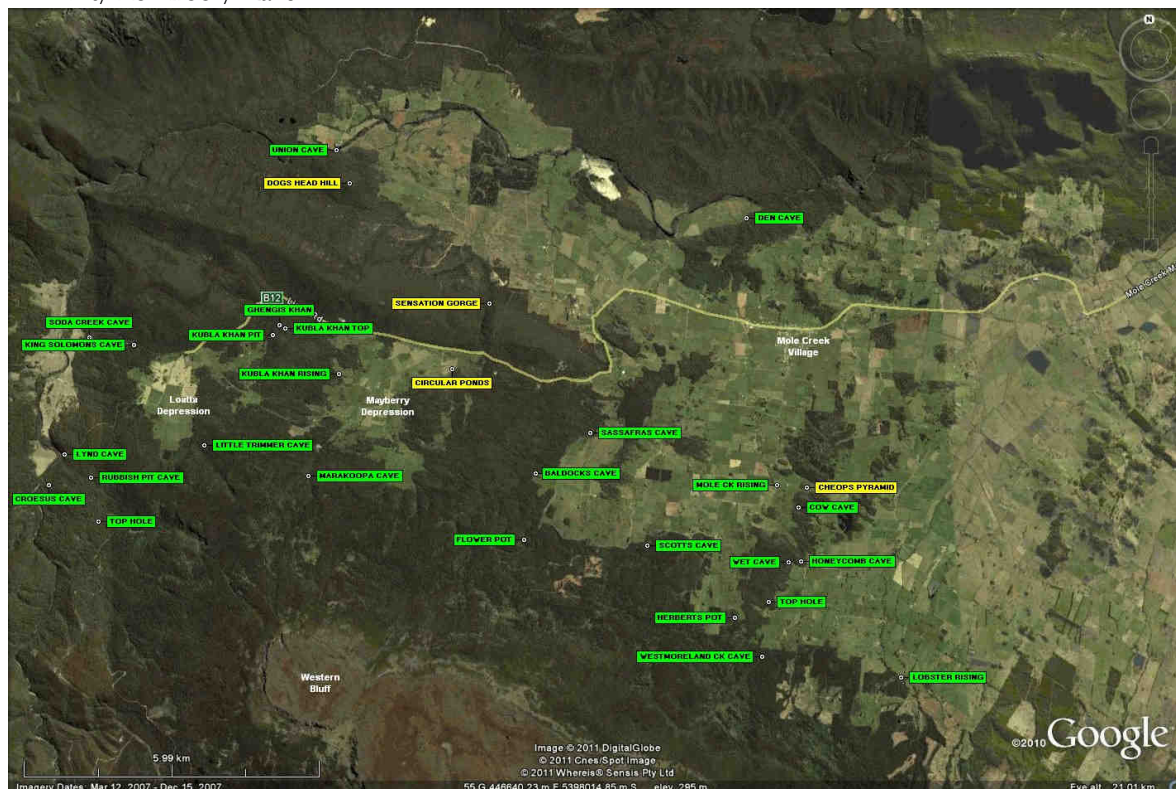 N
UNION CAVE
DOGS HEAD HILL
DEN CAVE
B12
SENSATION GORGE
GHENGIS KHAN
SODA CREEK CAVE
KUBLA KHAN TOP
KUBLA KHAN PIT
KING SOLOMONS CAVE
Mole Creek
Village
KUBLA KHAN RISING
CIRCULAR PONDS
Loatta
Depression
Mayberry
Depression
SASSAFRAS CAVE
LITTLE TRIMMER CAVE
LYND CAVE
RUBBISH PIT CAVE
MARAKOOPA CAVE
BALDOCKS CAVE
MOLE CK RISING
CHEOPS PYRAMID
CROESUS CAVE
COW CAVE
TOP HOLE
FLOWER POT
SCOTTS CAVE
WET CAVE
HONEYCOMB CAVE
TOP HOLE
HERBERTS POT
WESTMORELAND CK CAVE
LOBSTER RISING
Western
Bluff
5.99 km
Image © 2011 DigitalGlobe
© 2011 Cnes/Spot Image
© 2011 Whereis® Sensis Pty Ltd
©2010 Google
Imagery Dates: Mar 12, 2007 - Dec 15, 2007
55 G 446640.23 m E 5398014.85 m S elev 295 m
Eye alt 21.01 km
Mole Creek